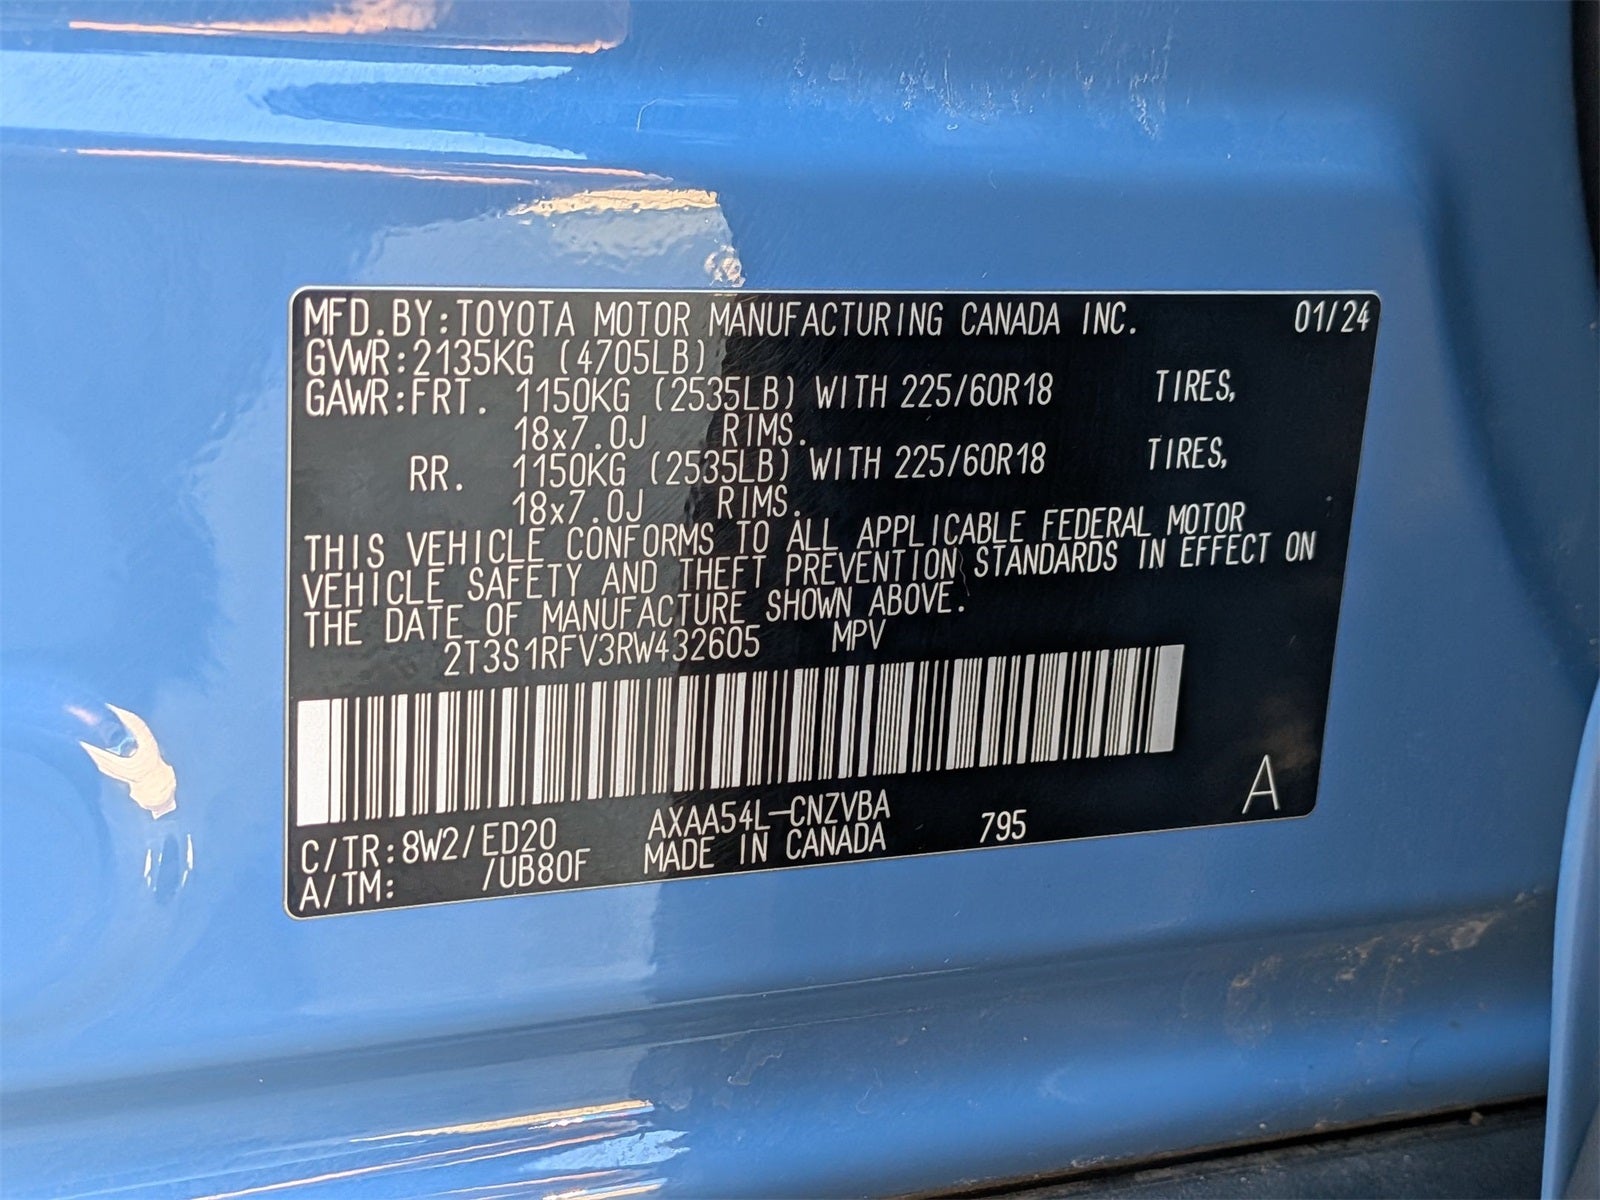 MFD.BY:TOYOTA MOTOR MANUFACTURING CANADA INC. 01/24
GVWR:2135KG (4705LB)
GAWR:FRT. 1150KG (2535LB) WITH 225/60R18 TIRES,
18x7.0J RIMS.
RR. 1150KG (2535LB) WITH 225/60R18 TIRES,
18x7.0J RIMS.
THIS VEHICLE CONFORMS TO ALL APPLICABLE FEDERAL MOTOR
VEHICLE SAFETY AND THEFT PREVENTION STANDARDS IN EFFECT ON
THE DATE OF MANUFACTURE SHOWN ABOVE.
2T3S1RFV3RW432605 MPV
A
C/TR:8W2/ED20 AXAA54L-CNZVBA 795
A/TM: /UB80F MADE IN CANADA